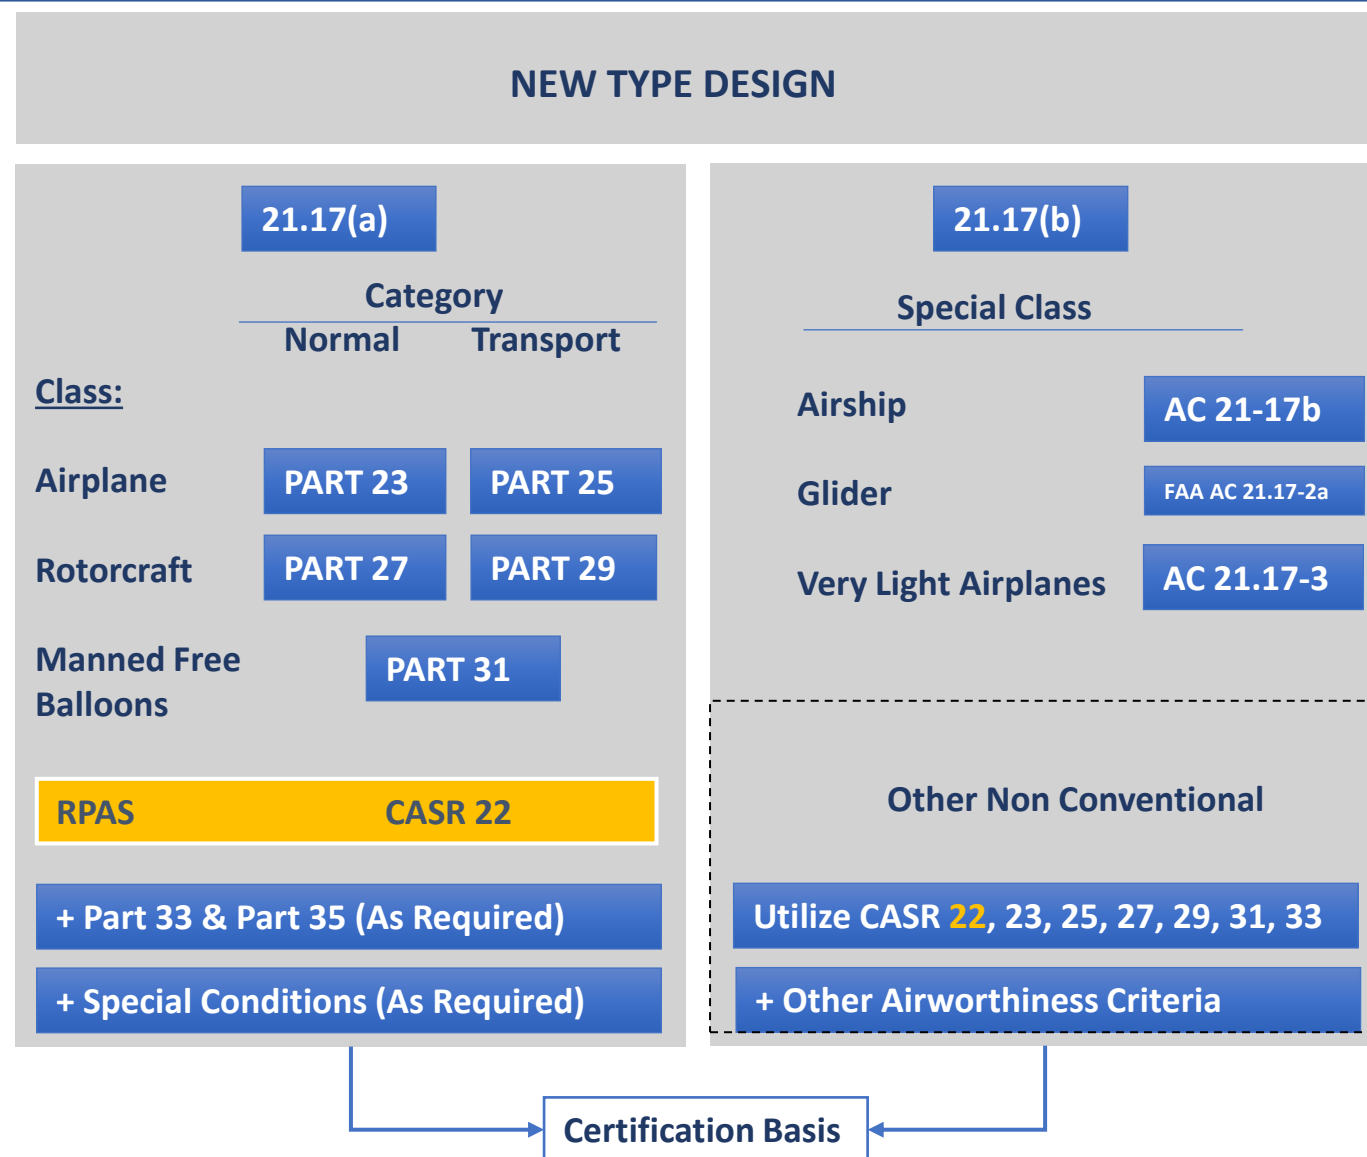 NEW TYPE DESIGN
21.17(a)
Category
Normal Transport
Class:
Airplane PART 23 PART 25
Rotorcraft PART 27 PART 29
Manned Free
Balloons
PART 31
RPAS CASR 22
+ Part 33 & Part 35 (As Required)
+ Special Conditions (As Required)
21.17(b)
Special Class
Airship AC 21-17b
Glider FAA AC 21.17-2a
Very Light Airplanes AC 21.17-3
Other Non Conventional
Utilize CASR 22, 23, 25, 27, 29, 31, 33
+ Other Airworthiness Criteria
Certification Basis